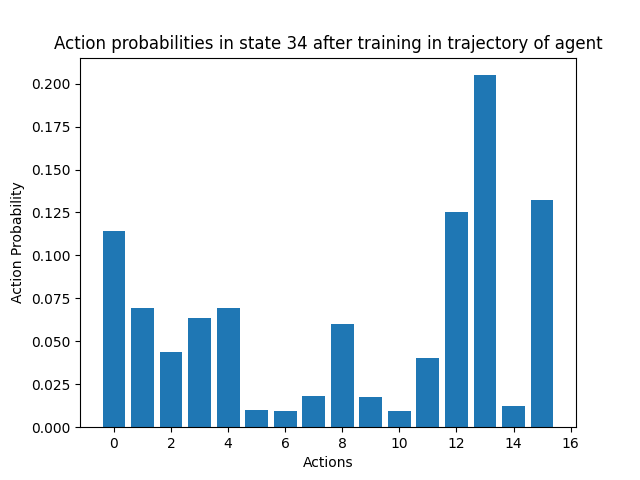 Action probabilities in state 34 after training in trajectory of agent
0.200
0.175
0.150
0.125
0.100
0.075
0.050
0.025
0.000
Action Probability
0 2 4 6 8 10 12 14 16
Actions